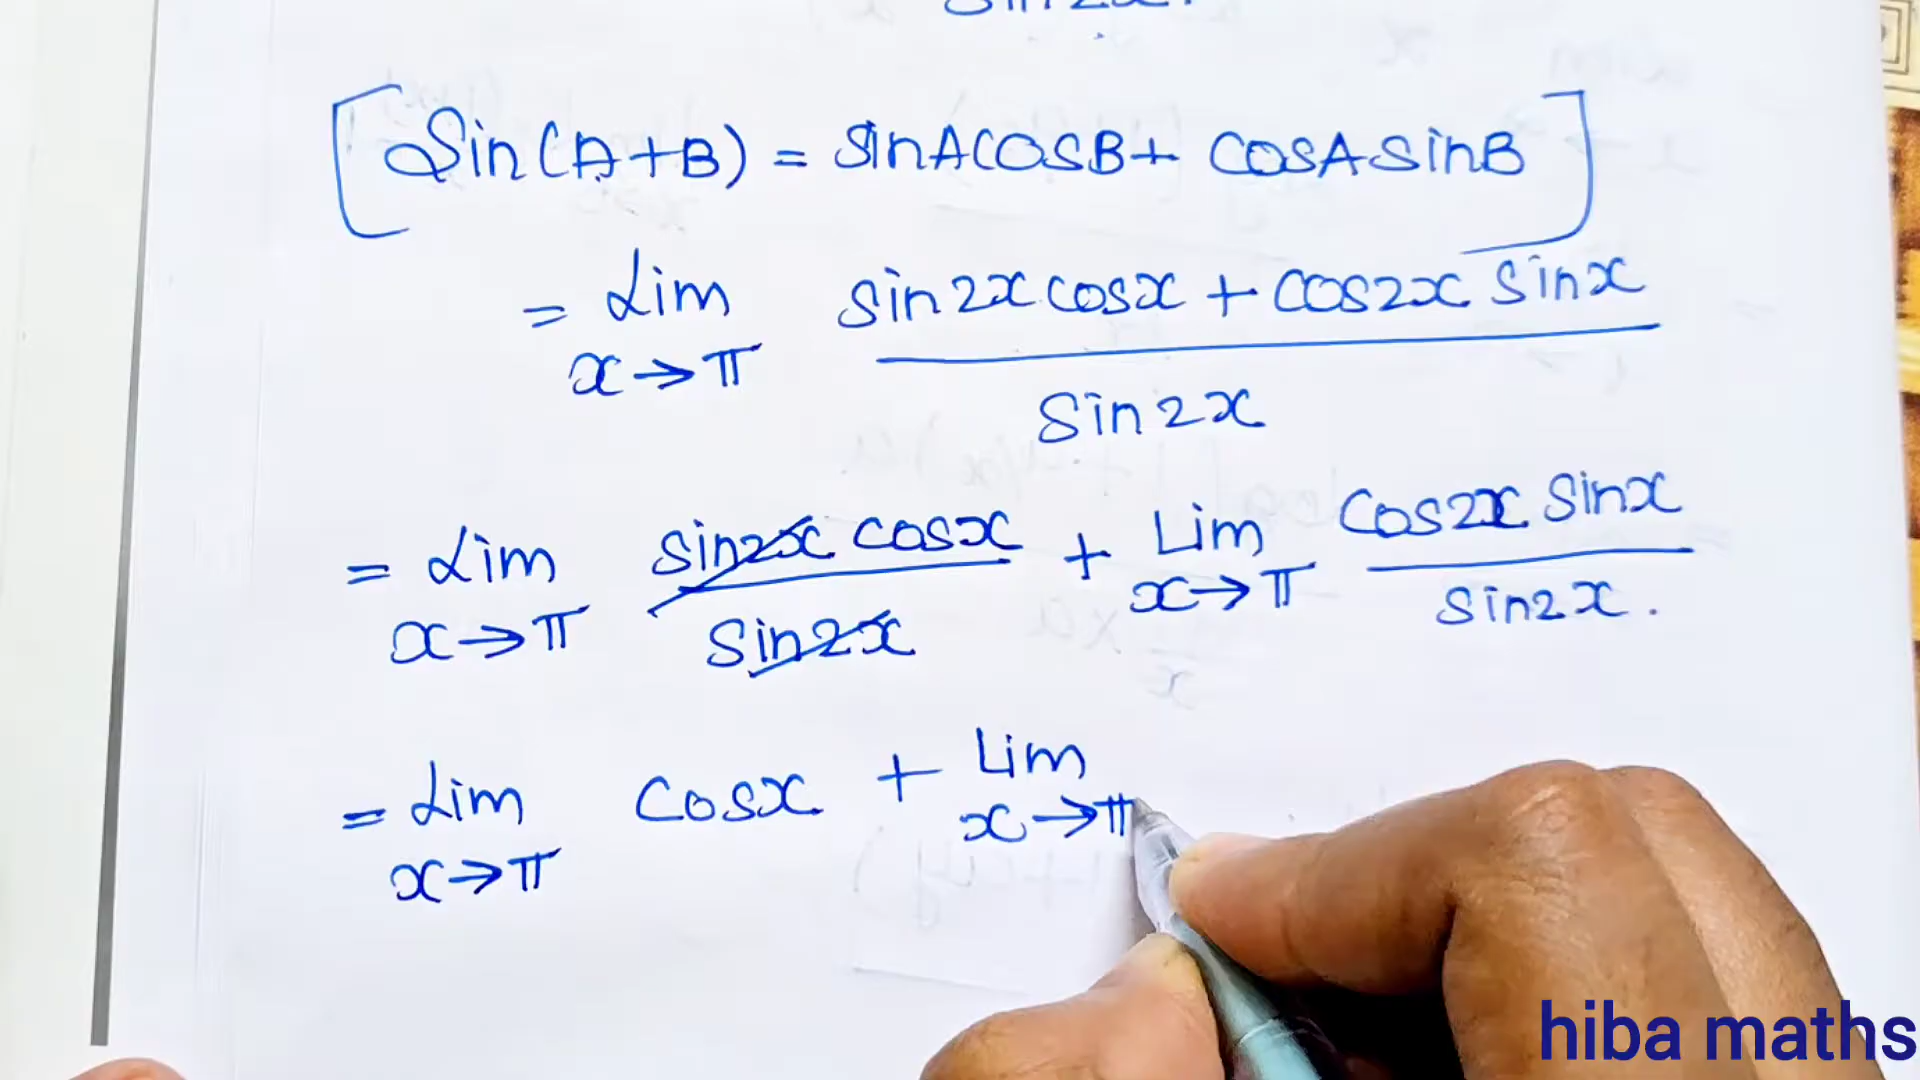 sin2x.
[Sin(A+B) = sinAcosB + cosAsinB]
= Lim sin2x cosx + cos2x sinx
x→π sin2x
= Lim sin2x cosx + Lim cos2x sinx
x→π sin2x x→π sin2x.
= Lim cosx + Lim
x→π x→π
hiba maths